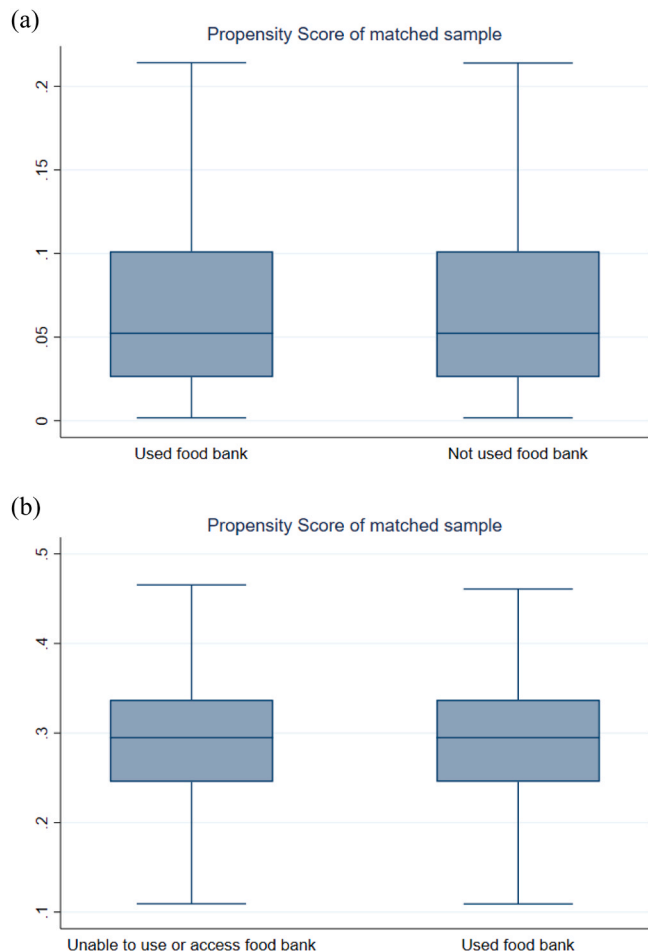 (a)
Propensity Score of matched sample
.2
.15
.1
.05
0
Used food bank Not used food bank
(b)
Propensity Score of matched sample
.5
.4
.3
.2
.1
Unable to use or access food bank Used food bank